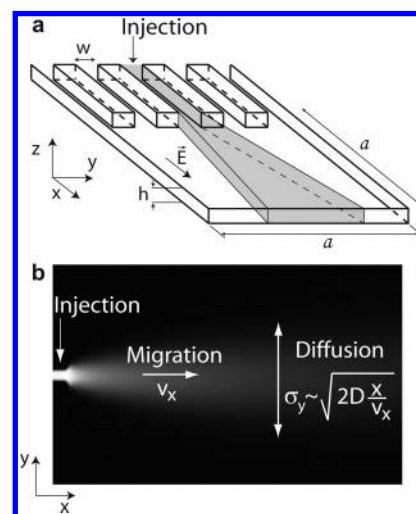 a
Injection
w
z
y
x
E
h
a
a
b
Injection
Migration
v_x
Diffusion
σ_y~√2D x/v_x
y
x